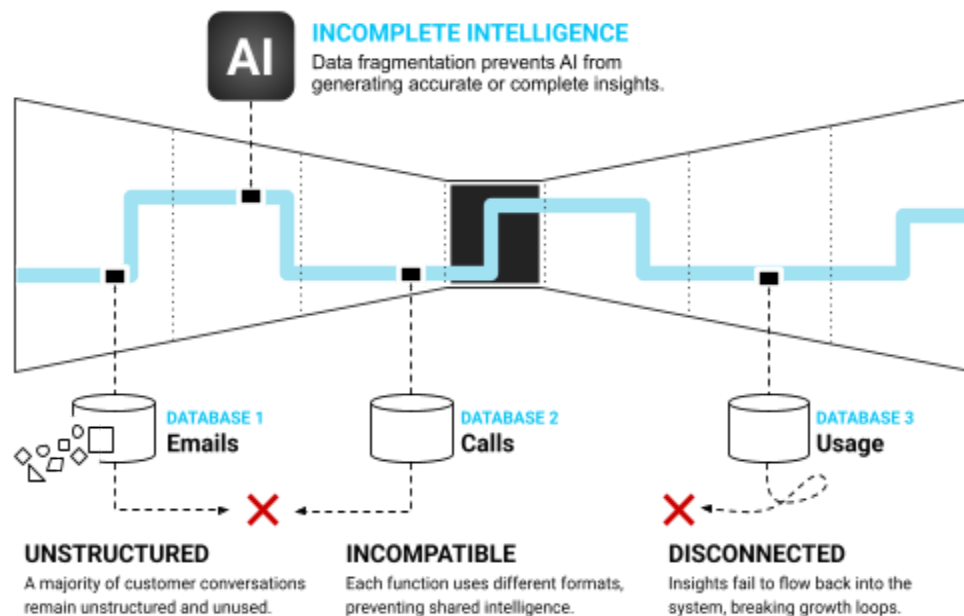 AI
INCOMPLETE INTELLIGENCE
Data fragmentation prevents AI from
generating accurate or complete insights.
DATABASE 1
Emails
DATABASE 2
Calls
DATABASE 3
Usage
UNSTRUCTURED
A majority of customer conversations
remain unstructured and unused.
INCOMPATIBLE
Each function uses different formats,
preventing shared intelligence.
DISCONNECTED
Insights fail to flow back into the
system, breaking growth loops.